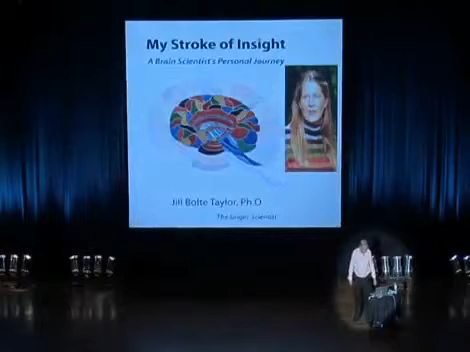 My Stroke of Insight
A Brain Scientist's Personal Journey
Jill Bolte Taylor, Ph.D
The Singin' Scientist